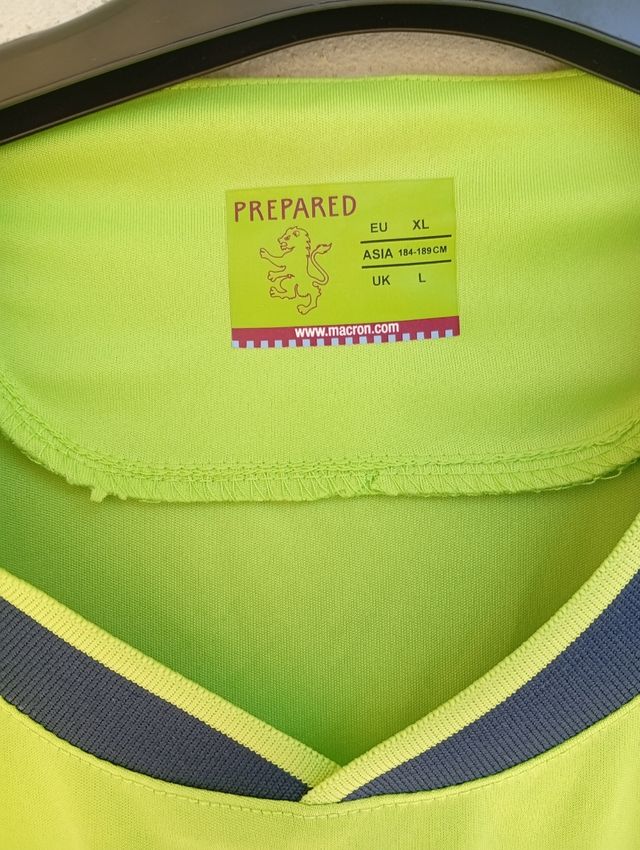 PREPARED
EU XL
ASIA 184-189CM
UK L
www.macron.com